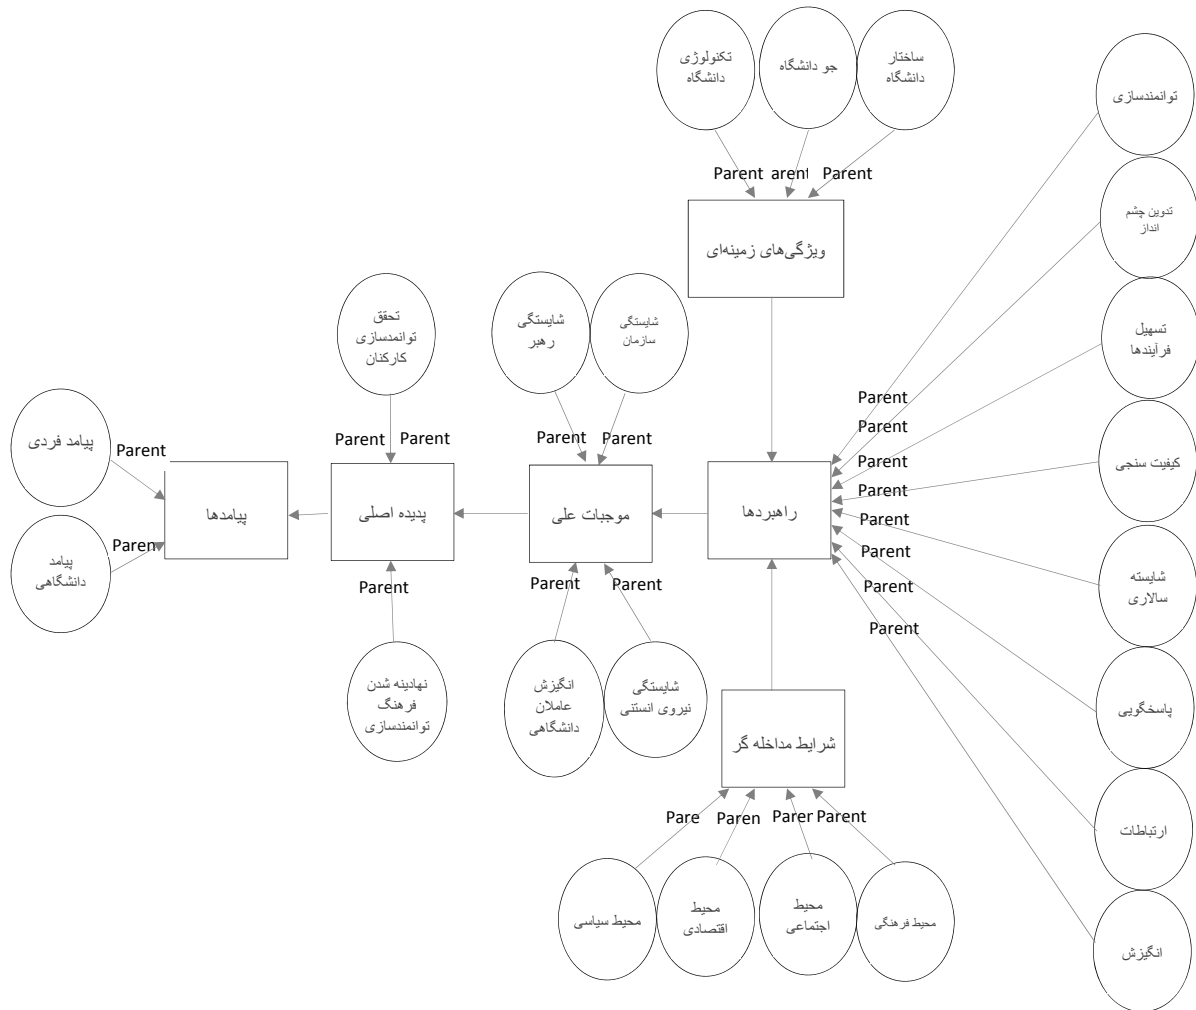 ساختار
دانشگاه
جو دانشگاه
تکنولوژی
دانشگاه
توانمندسازی
Parent
arent
Parent
تدوین چشم
انداز
ویژگی‌های زمینه‌ای
تحقق
توانمندسازی
کارکنان
شایستگی
رهبر
شایستگی
سازمان
تسهیل
فرآیندها
Parent
Parent
پیامد فردی
Parent
Parent
Parent
Parent
Parent
Parent
Parent
کیفیت سنجی
Parent
پیامدها
پدیده اصلی
موجبات علی
راهبردها
Parent
Paren
پیامد
دانشگاهی
Parent
Parent
Parent
Parent
شایسته
سالاری
Parent
نهادینه شدن
فرهنگ
توانمندسازی
انگیزش
عاملان
دانشگاهی
شایستگی
نیروی انستنی
پاسخگویی
شرایط مداخله گر
Pare
Paren
Parer
Parent
ارتباطات
محیط سیاسی
محیط
اقتصادی
محیط
اجتماعی
محیط فرهنگی
انگیزش